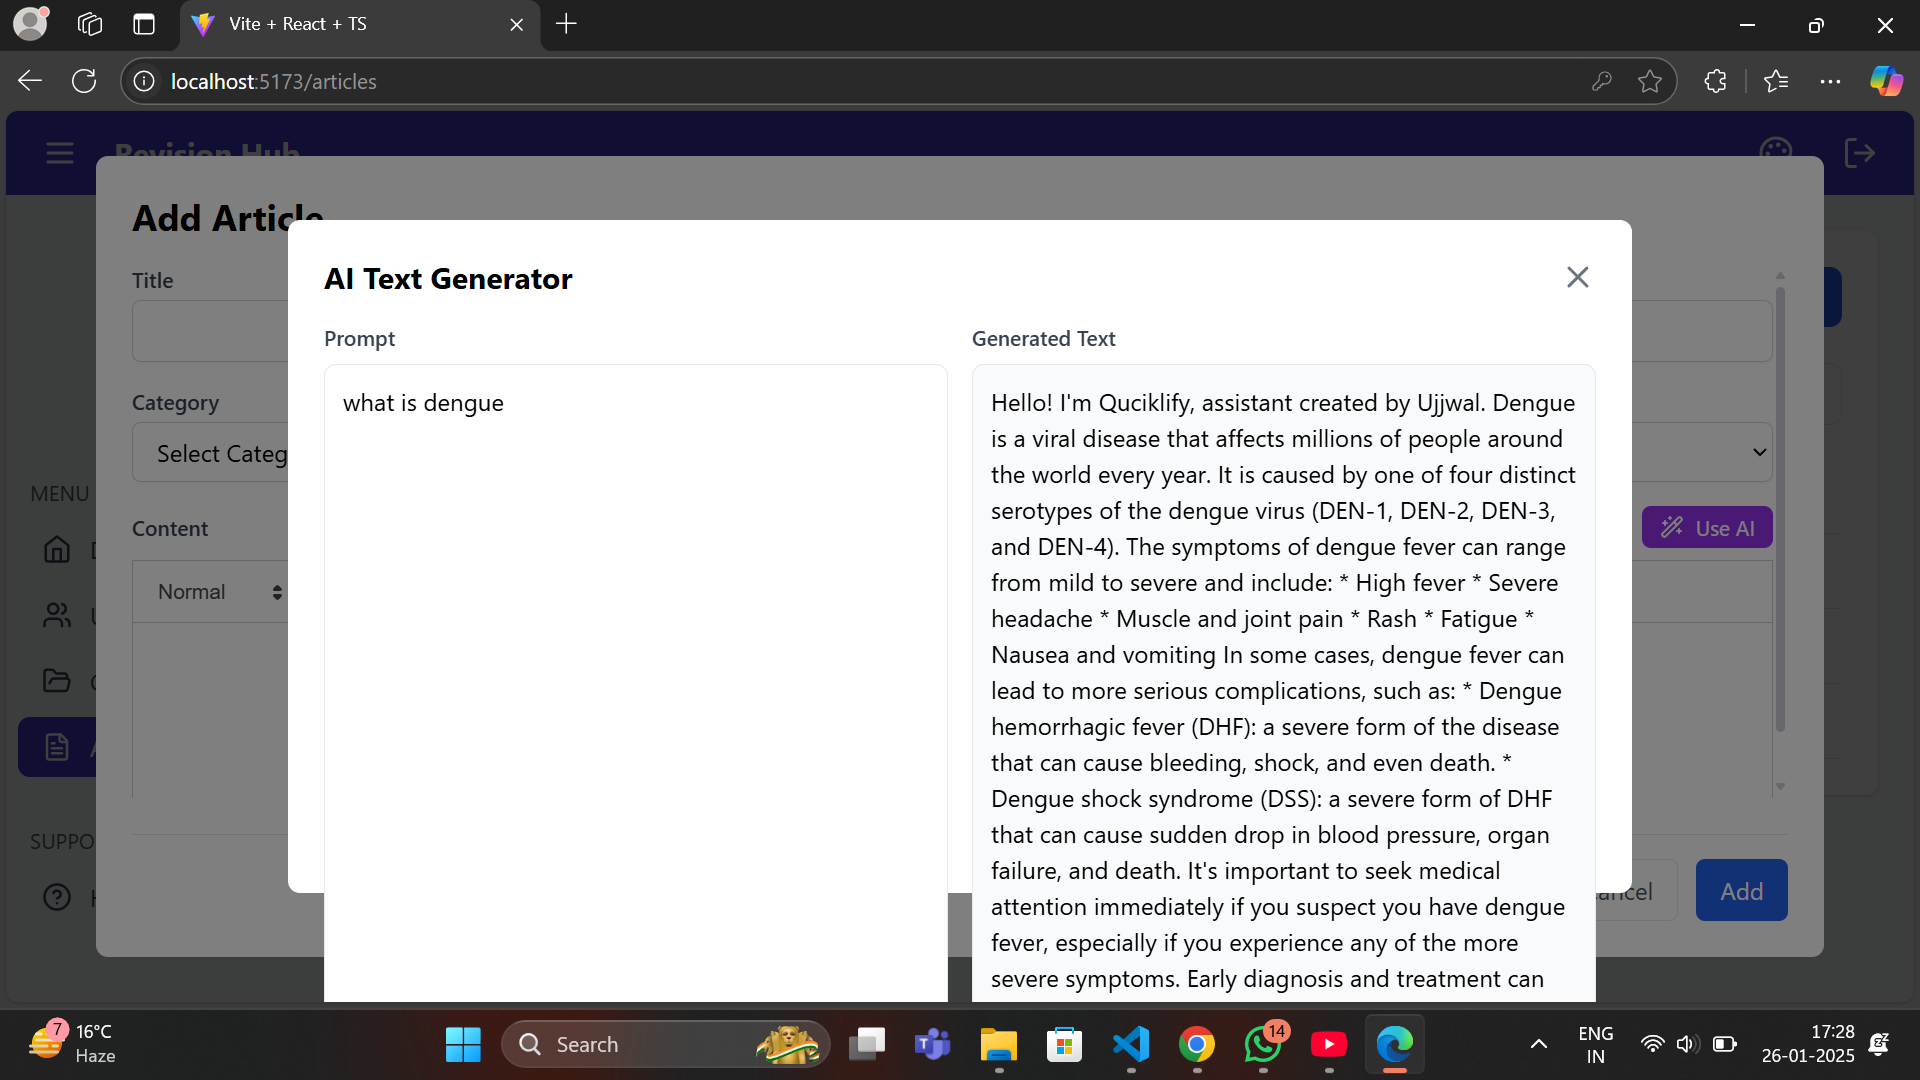 Vite + React + TS
localhost:5173/articles
Revision Hub
Add Article
Title
Category
Select Categ
Content
Normal
MENU
SUPPO
Use AI
Add
AI Text Generator
Prompt
what is dengue
Generated Text
Hello! I'm Quciklify, assistant created by Ujjwal. Dengue
is a viral disease that affects millions of people around
the world every year. It is caused by one of four distinct
serotypes of the dengue virus (DEN-1, DEN-2, DEN-3,
and DEN-4). The symptoms of dengue fever can range
from mild to severe and include: * High fever * Severe
headache * Muscle and joint pain * Rash * Fatigue *
Nausea and vomiting In some cases, dengue fever can
lead to more serious complications, such as: * Dengue
hemorrhagic fever (DHF): a severe form of the disease
that can cause bleeding, shock, and even death. *
Dengue shock syndrome (DSS): a severe form of DHF
that can cause sudden drop in blood pressure, organ
failure, and death. It's important to seek medical
attention immediately if you suspect you have dengue
fever, especially if you experience any of the more
severe symptoms. Early diagnosis and treatment can
7
16°C
Haze
Search
14
ENG
IN
17:28
26-01-2025